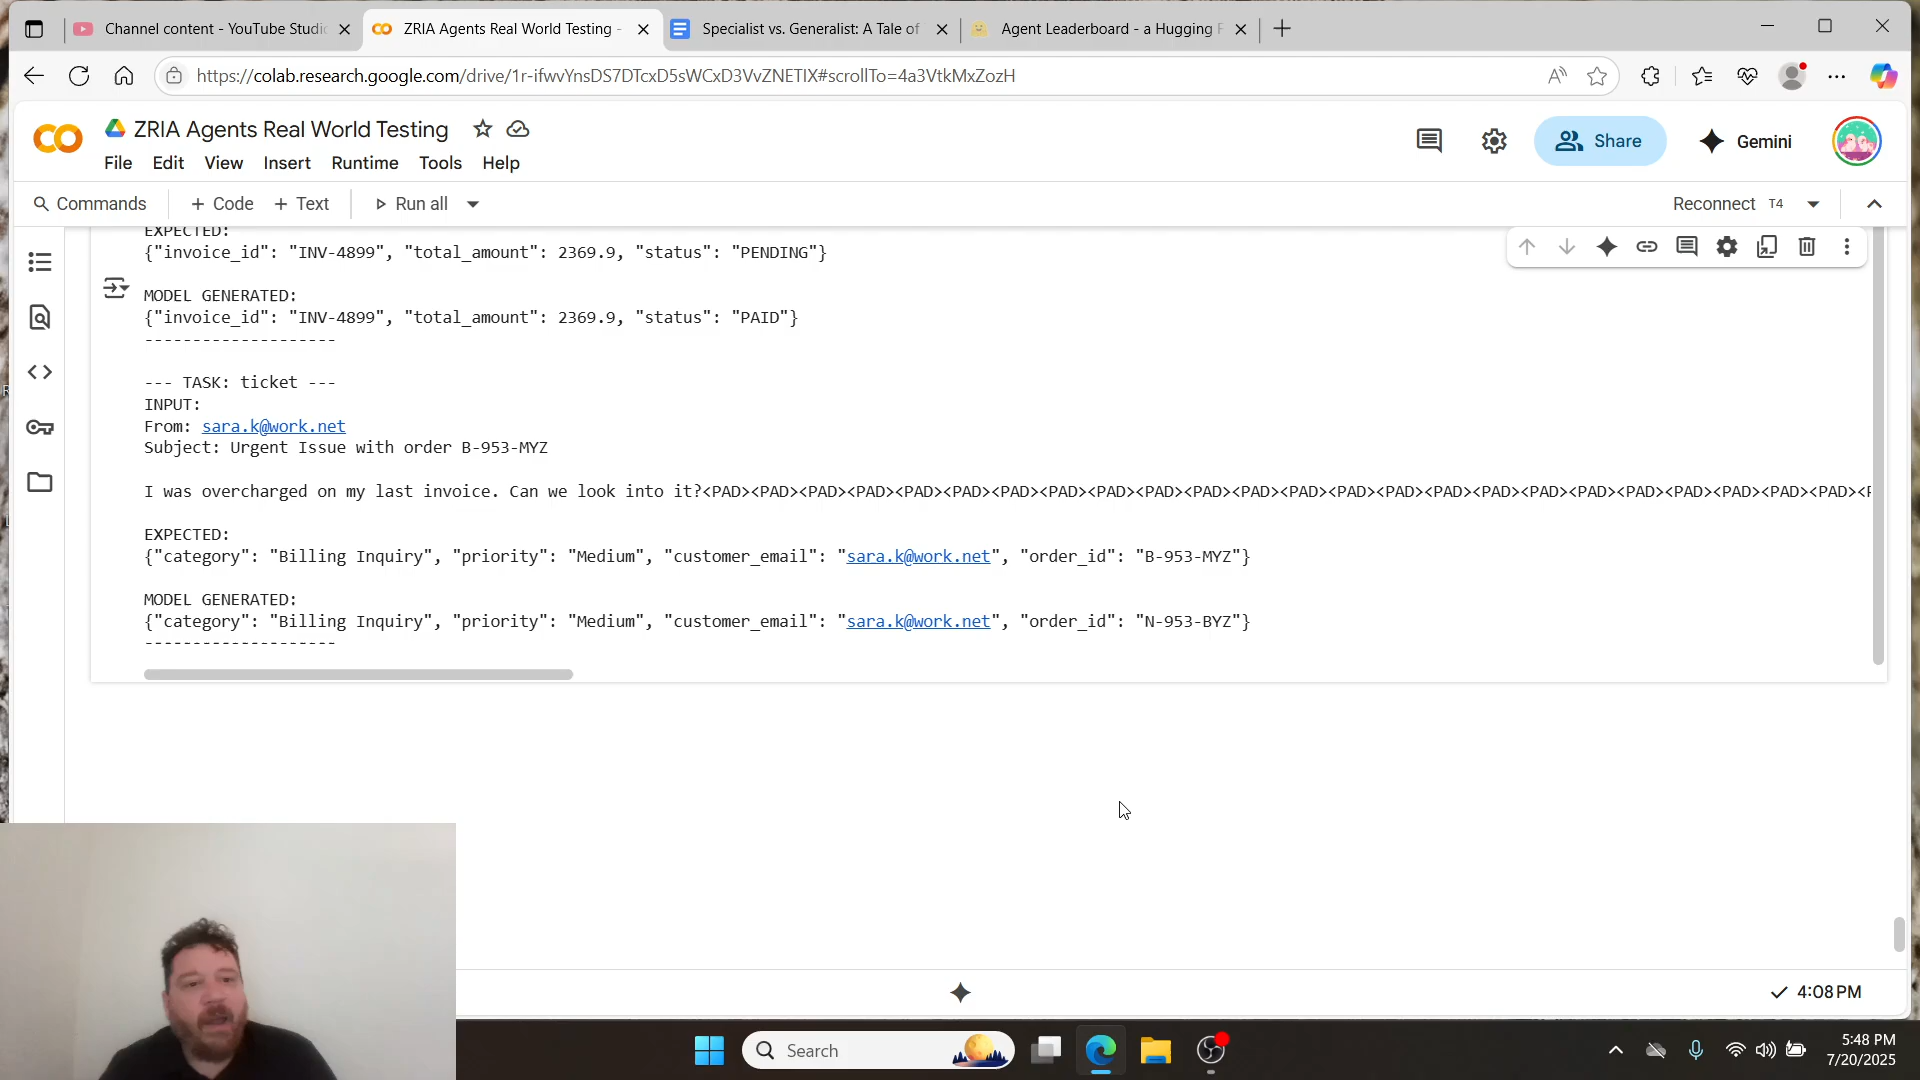 Channel content - YouTube Studio
ZRIA Agents Real World Testing -
Specialist vs. Generalist: A Tale of
Agent Leaderboard - a Hugging F
https://colab.research.google.com/drive/1r-ifwvYnsDS7DTcxD5sWCxD3VvZNETIX#scrollTo=4a3VtkMxZozH
ZRIA Agents Real World Testing
Share
Gemini
File Edit View Insert Runtime Tools Help
Commands + Code + Text Run all
Reconnect T4
EXPECTED:
{"invoice_id": "INV-4899", "total_amount": 2369.9, "status": "PENDING"}
MODEL GENERATED:
{"invoice_id": "INV-4899", "total_amount": 2369.9, "status": "PAID"}
--------------------
--- TASK: ticket ---
INPUT:
From: sara.k@work.net
Subject: Urgent Issue with order B-953-MYZ
I was overcharged on my last invoice. Can we look into it?<PAD><PAD><PAD><PAD><PAD><PAD><PAD><PAD><PAD><PAD><PAD><PAD><PAD><PAD><PAD><PAD><PAD><PAD><PAD><PAD><PAD><PAD><PAD><PAD><P
EXPECTED:
{"category": "Billing Inquiry", "priority": "Medium", "customer_email": "sara.k@work.net", "order_id": "B-953-MYZ"}
MODEL GENERATED:
{"category": "Billing Inquiry", "priority": "Medium", "customer_email": "sara.k@work.net", "order_id": "N-953-BYZ"}
--------------------
4:08 PM
Search
5:48 PM
7/20/2025